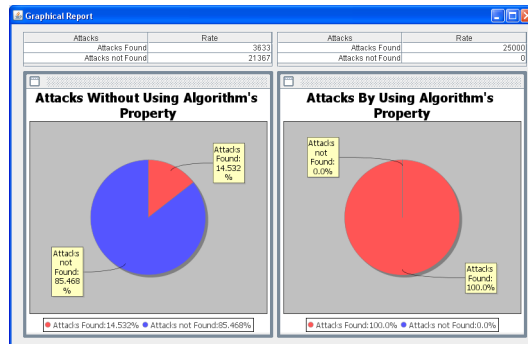 Graphical Report
Attacks Rate
Attacks Found 3633
Attacks not Found 21367
Attacks Rate
Attacks Found 25000
Attacks not Found 0
Attacks Without Using Algorithm's
Property
Attacks
Found:
14.532
%
Attacks
not
Found:
85.468
%
Attacks Found:14.532% Attacks not Found:85.468%
Attacks By Using Algorithm's
Property
Attacks
not
Found:
0.0%
Attacks
Found:
100.0%
Attacks Found:100.0% Attacks not Found:0.0%